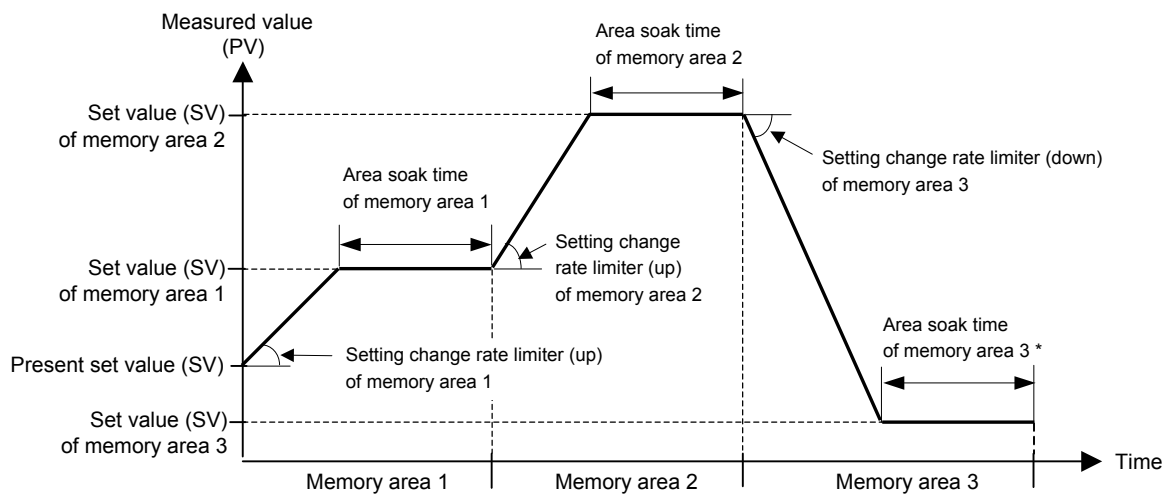 Measured value
(PV)
Area soak time
of memory area 2
Set value (SV)
of memory area 2
Setting change rate limiter (down)
of memory area 3
Area soak time
of memory area 1
Setting change
rate limiter (up)
of memory area 2
Set value (SV)
of memory area 1
Area soak time
of memory area 3 *
Present set value (SV)
Setting change rate limiter (up)
of memory area 1
Set value (SV)
of memory area 3
Time
Memory area 1
Memory area 2
Memory area 3